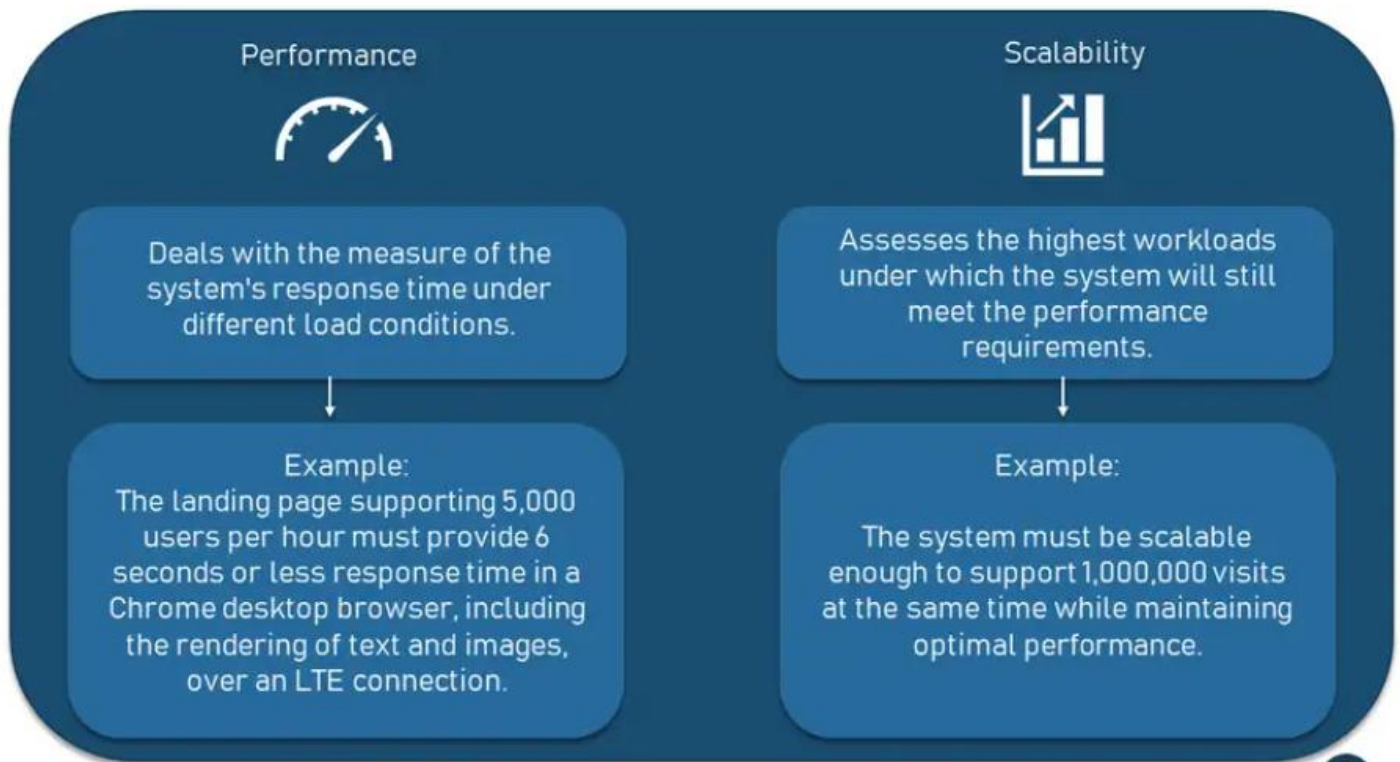 Performance
Deals with the measure of the
system's response time under
different load conditions.
Example:
The landing page supporting 5,000
users per hour must provide 6
seconds or less response time in a
Chrome desktop browser, including
the rendering of text and images,
over an LTE connection.
Scalability
Assesses the highest workloads
under which the system will still
meet the performance
requirements.
Example:
The system must be scalable
enough to support 1,000,000 visits
at the same time while maintaining
optimal performance.